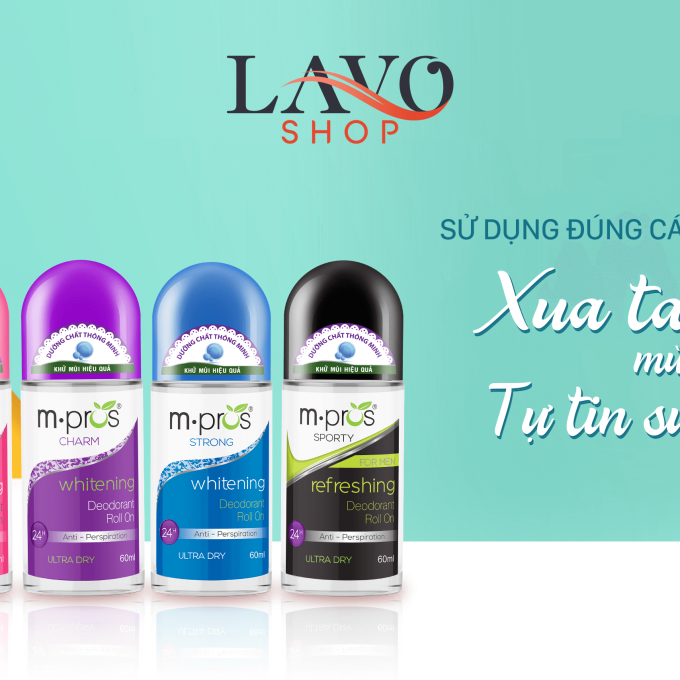 LAVO
SHOP
SỬ DỤNG ĐÚNG
Xua
Tự tin
DƯỠNG CHẤT THÔNG MINH
KHỬ MÙI HIỆU QUẢ
m·pros®
CHARM
whitening
Deodorant
Roll On
24H
Anti - Perspiration
ULTRA DRY
60ml
DƯỠNG CHẤT THÔNG MINH
KHỬ MÙI HIỆU QUẢ
m·pros®
STRONG
whitening
Deodorant
Roll On
24H
Anti - Perspiration
ULTRA DRY
60ml
DƯỠNG CHẤT THÔNG MINH
KHỬ MÙI HIỆU QUẢ
m·pros®
SPORTY
FOR MEN
refreshing
Deodorant
Roll On
24H
Anti - Perspiration
ULTRA DRY
60ml